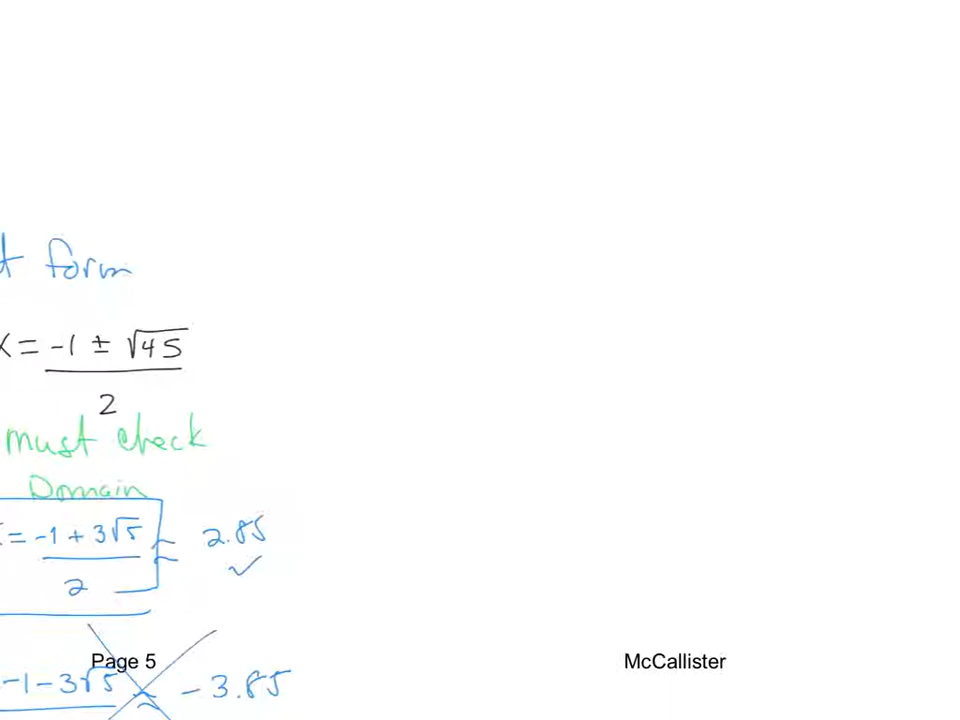 form
x = -1 ± √45
2
must check
Domain
= -1 + 3√5 ≈ 2.85 ✓
2
Page 5
McCallister
-1 - 3√5 ≈ -3.85